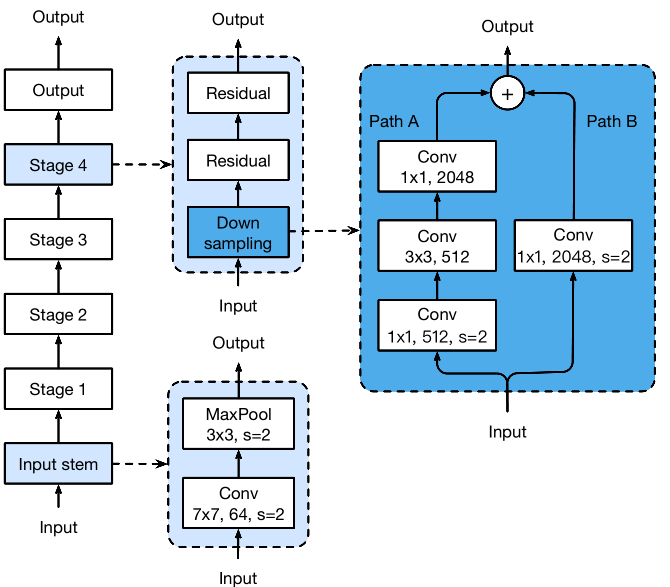 Output
Output
Stage 4
Stage 3
Stage 2
Stage 1
Input stem
Input
Output
Residual
Residual
Down
sampling
Input
Output
MaxPool
3x3, s=2
Conv
7x7, 64, s=2
Input
Output
+
Path A
Path B
Conv
1x1, 2048
Conv
3x3, 512
Conv
1x1, 512, s=2
Conv
1x1, 2048, s=2
Input